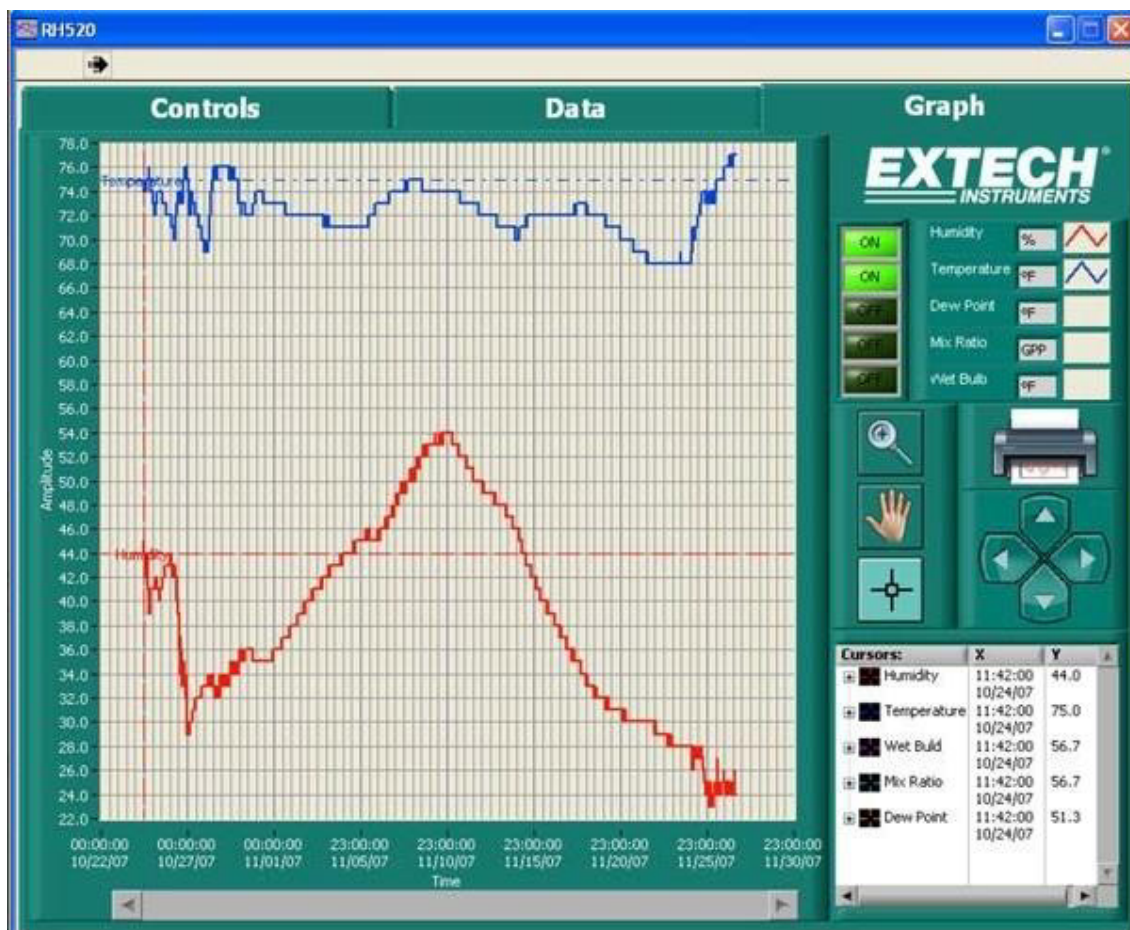 RH520
Controls
Data
Graph
EXTECH®
INSTRUMENTS
78.0
76.0
74.0
72.0
70.0
68.0
66.0
64.0
62.0
60.0
58.0
56.0
54.0
52.0
50.0
48.0
46.0
44.0
42.0
40.0
38.0
36.0
34.0
32.0
30.0
28.0
26.0
24.0
22.0
Amplitude
Temperature
Humidity
00:00:00 00:00:00 00:00:00 23:00:00 23:00:00 23:00:00 23:00:00 23:00:00 23:00:00
10/22/07 10/27/07 11/01/07 11/05/07 11/10/07 11/15/07 11/20/07 11/25/07 11/30/07
Time
ON Humidity %
ON Temperature ºF
OFF Dew Point ºF
OFF Mix Ratio GPP
OFF Wet Bulb ºF
Cursors: X Y
Humidity 11:42:00 44.0
10/24/07
Temperature 11:42:00 75.0
10/24/07
Wet Buld 11:42:00 56.7
10/24/07
Mix Ratio 11:42:00 56.7
10/24/07
Dew Point 11:42:00 51.3
10/24/07